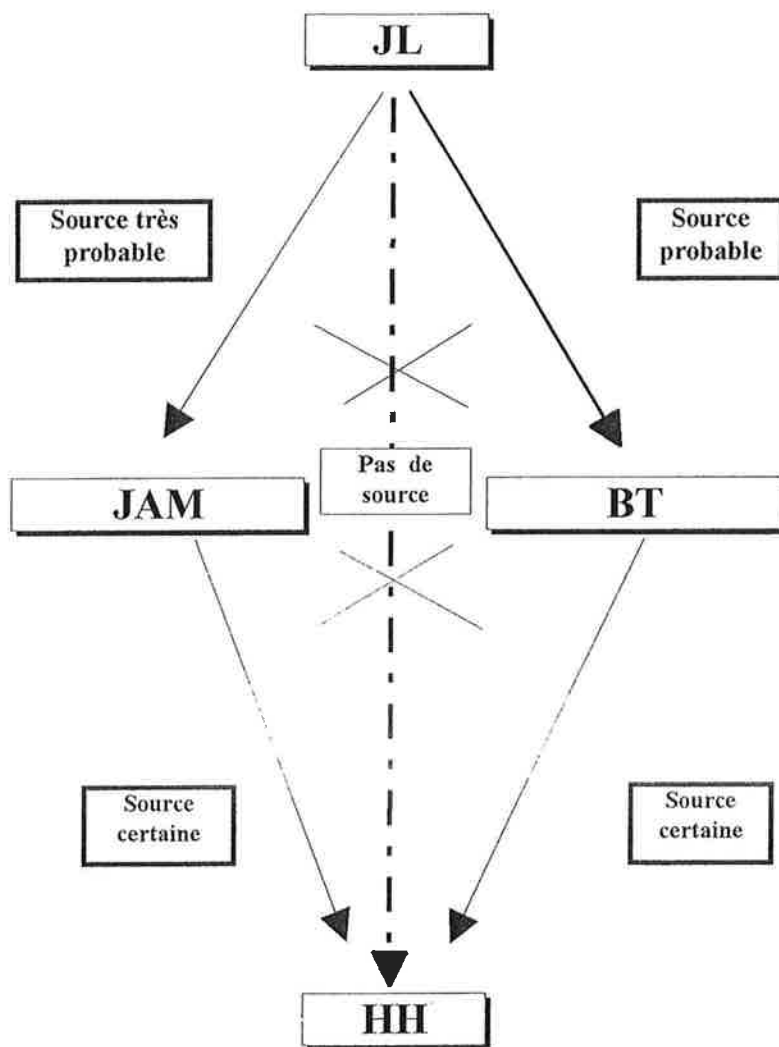 JL
Source très
probable
Source
probable
Pas de
source
JAM
BT
Source
certaine
Source
certaine
HH